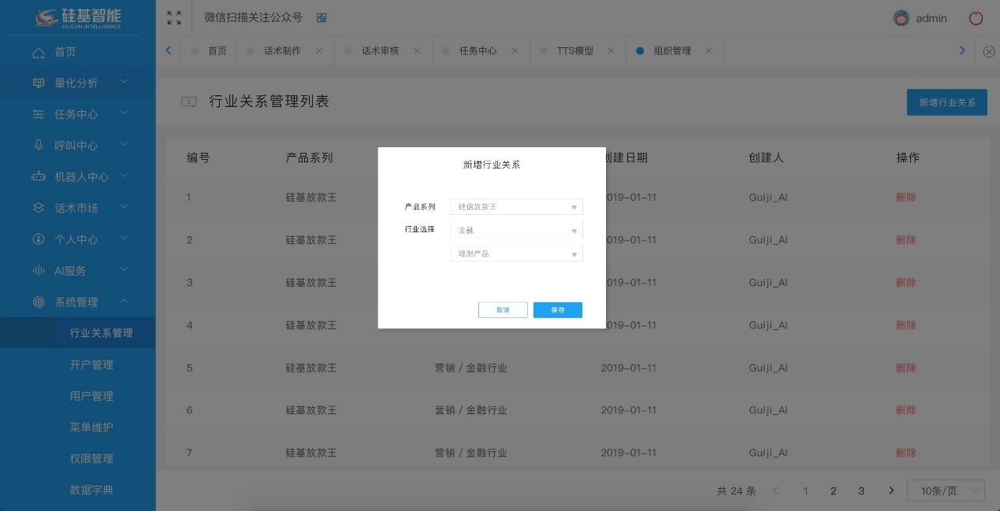 硅基智能
SILICON INTELLIGENCE
微信扫描关注公众号
admin
首页
话术制作
话术审核
任务中心
TTS模型
组织管理
首页
量化分析
任务中心
呼叫中心
机器人中心
话术市场
个人中心
AI服务
系统管理
行业关系管理
开户管理
用户管理
菜单维护
权限管理
数据字典
行业关系管理列表
新增行业关系
编号 产品系列 创建日期 创建人 操作
1 硅基放款王 2019-01-11 Guiji_AI 删除
2 硅基放款王 2019-01-11 Guiji_AI 删除
3 硅基放款王 2019-01-11 Guiji_AI 删除
4 硅基放款王 2019-01-11 Guiji_AI 删除
5 硅基放款王 营销 / 金融行业 2019-01-11 Guiji_AI 删除
6 硅基放款王 营销 / 金融行业 2019-01-11 Guiji_AI 删除
7 硅基放款王 营销 / 金融行业 2019-01-11 Guiji_AI 删除
新增行业关系
产品系列 硅信放款王
行业选择 金融
理财产品
取消 保存
共 24 条 1 2 3 10条/页